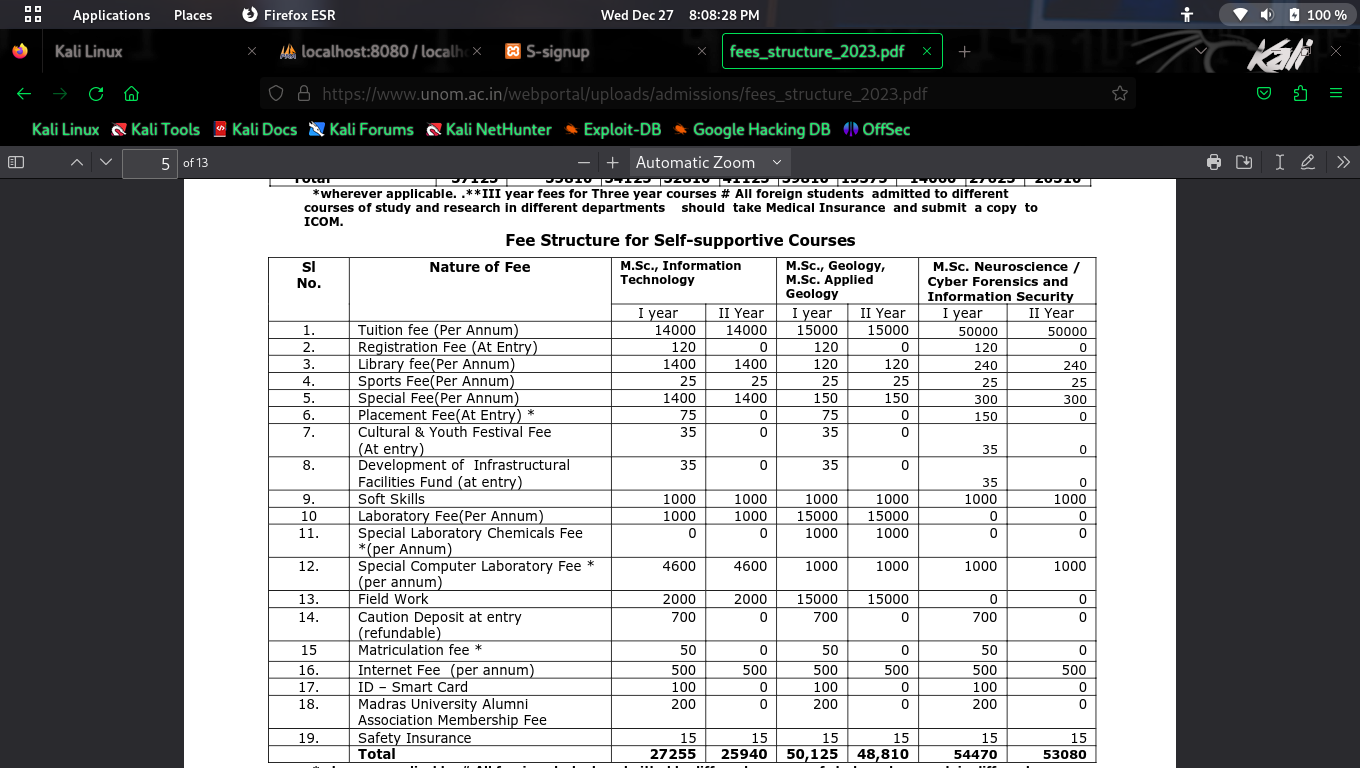 Applications Places Firefox ESR Wed Dec 27 8:08:28 PM 100 %
Kali Linux localhost:8080 / localh S-signup fees_structure_2023.pdf Kali
https://www.unom.ac.in/webportal/uploads/admissions/fees_structure_2023.pdf
Kali Linux Kali Tools Kali Docs Kali Forums Kali NetHunter Exploit-DB Google Hacking DB OffSec
5 of 13 Automatic Zoom
*wherever applicable. .**III year fees for Three year courses # All foreign students admitted to different
courses of study and research in different departments should take Medical Insurance and submit a copy to
ICOM.
Fee Structure for Self-supportive Courses
Sl No. Nature of Fee M.Sc., Information Technology M.Sc., Geology, M.Sc. Applied Geology M.Sc. Neuroscience / Cyber Forensics and Information Security
I year II Year I year II Year I year II Year
1. Tuition fee (Per Annum) 14000 14000 15000 15000 50000 50000
2. Registration Fee (At Entry) 120 0 120 0 120 0
3. Library fee(Per Annum) 1400 1400 120 120 240 240
4. Sports Fee(Per Annum) 25 25 25 25 25 25
5. Special Fee(Per Annum) 1400 1400 150 150 300 300
6. Placement Fee(At Entry) * 75 0 75 0 150 0
7. Cultural & Youth Festival Fee (At entry) 35 0 35 0 35 0
8. Development of Infrastructural Facilities Fund (at entry) 35 0 35 0 35 0
9. Soft Skills 1000 1000 1000 1000 1000 1000
10 Laboratory Fee(Per Annum) 1000 1000 15000 15000 0 0
11. Special Laboratory Chemicals Fee *(per Annum) 0 0 1000 1000 0 0
12. Special Computer Laboratory Fee * (per annum) 4600 4600 1000 1000 1000 1000
13. Field Work 2000 2000 15000 15000 0 0
14. Caution Deposit at entry (refundable) 700 0 700 0 700 0
15 Matriculation fee * 50 0 50 0 50 0
16. Internet Fee (per annum) 500 500 500 500 500 500
17. ID – Smart Card 100 0 100 0 100 0
18. Madras University Alumni Association Membership Fee 200 0 200 0 200 0
19. Safety Insurance 15 15 15 15 15 15
Total 27255 25940 50,125 48,810 54470 53080